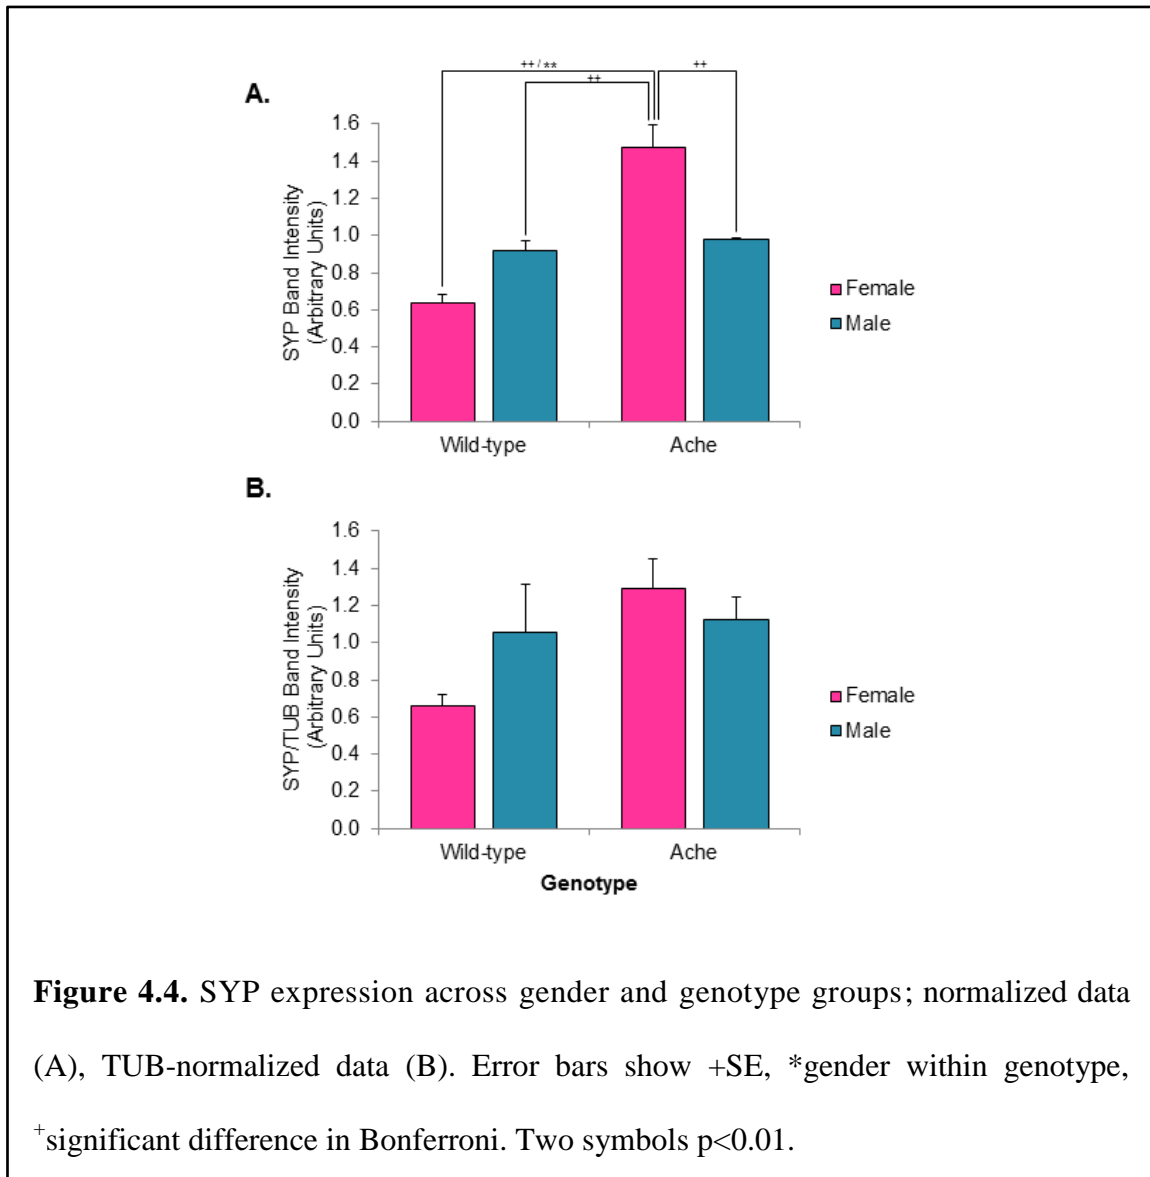 ++ / **
++
++
A.
1.6
1.4
1.2
1.0
0.8
0.6
0.4
0.2
0.0
SYP Band Intensity
(Arbitrary Units)
Wild-type
Ache
Female
Male
B.
1.6
1.4
1.2
1.0
0.8
0.6
0.4
0.2
0.0
SYP/TUB Band Intensity
(Arbitrary Units)
Wild-type
Ache
Genotype
Female
Male
Figure 4.4. SYP expression across gender and genotype groups; normalized data
(A), TUB-normalized data (B). Error bars show +SE, *gender within genotype,
+significant difference in Bonferroni. Two symbols p<0.01.